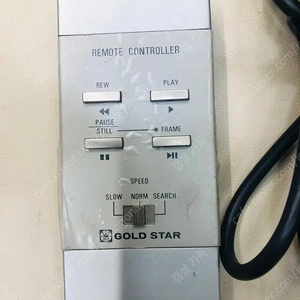 REMOTE CONTROLLER
REW PLAY
PAUSE
STILL FRAME
SPEED
SLOW NORM SEARCH
GOLD STAR